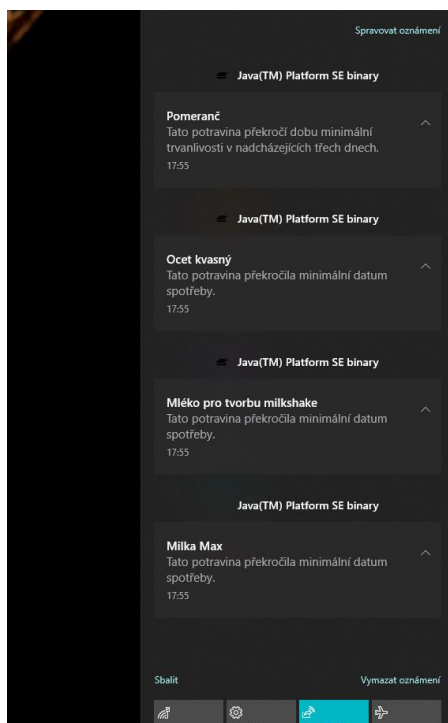 Spravovat oznámení
Java(TM) Platform SE binary
Pomeranč
Tato potravina překročí dobu minimální
trvanlivosti v nadcházejících třech dnech.
17:55
Java(TM) Platform SE binary
Ocet kvasný
Tato potravina překročila minimální datum
spotřeby.
17:55
Java(TM) Platform SE binary
Mléko pro tvorbu milkshake
Tato potravina překročila minimální datum
spotřeby.
17:55
Java(TM) Platform SE binary
Milka Max
Tato potravina překročila minimální datum
spotřeby.
17:55
Sbalit
Vymazat oznámení